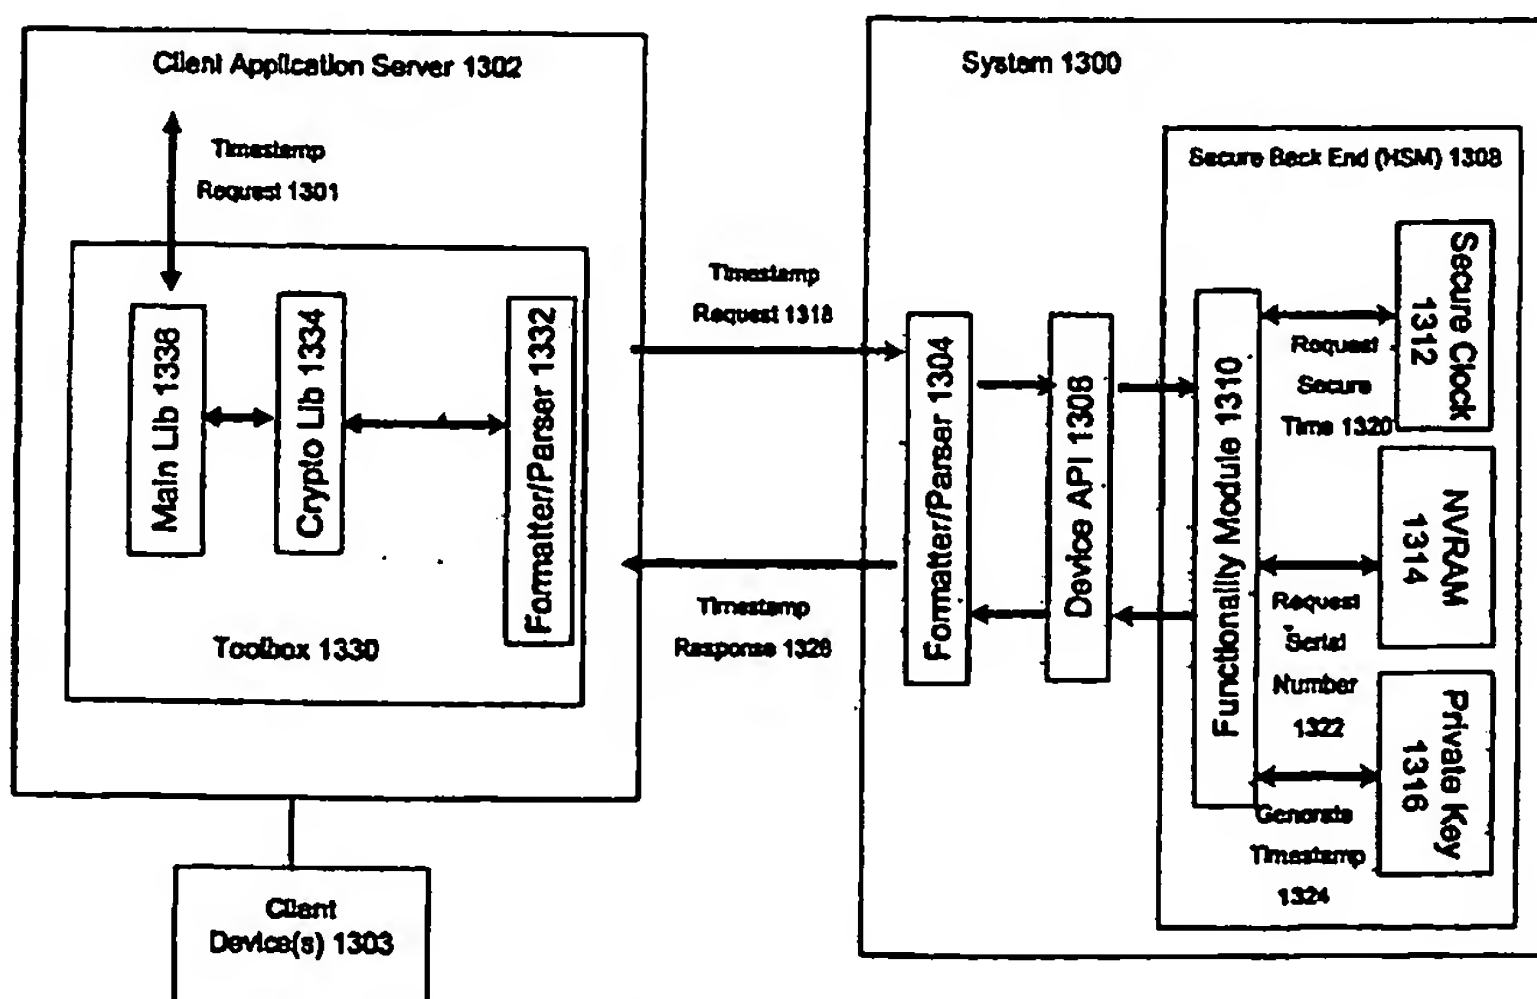 Client Application Server 1302
Timestamp
Request 1301
Main Lib 1336
Crypto Lib 1334
Formatter/Parser 1332
Toolbox 1330
Client
Device(s) 1303
Timestamp
Request 1318
Timestamp
Response 1326
System 1300
Formatter/Parser 1304
Device API 1308
Secure Back End (HSM) 1308
Functionality Module 1310
Request
Secure
Time 1320
Request
Serial
Number
1322
Generate
Timestamp
1324
Secure Clock
1312
NVRAM
1314
Private Key
1316